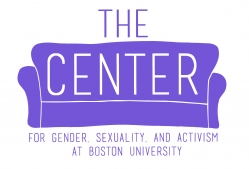 THE
CENTER
FOR GENDER, SEXUALITY, AND ACTIVISM
AT BOSTON UNIVERSITY